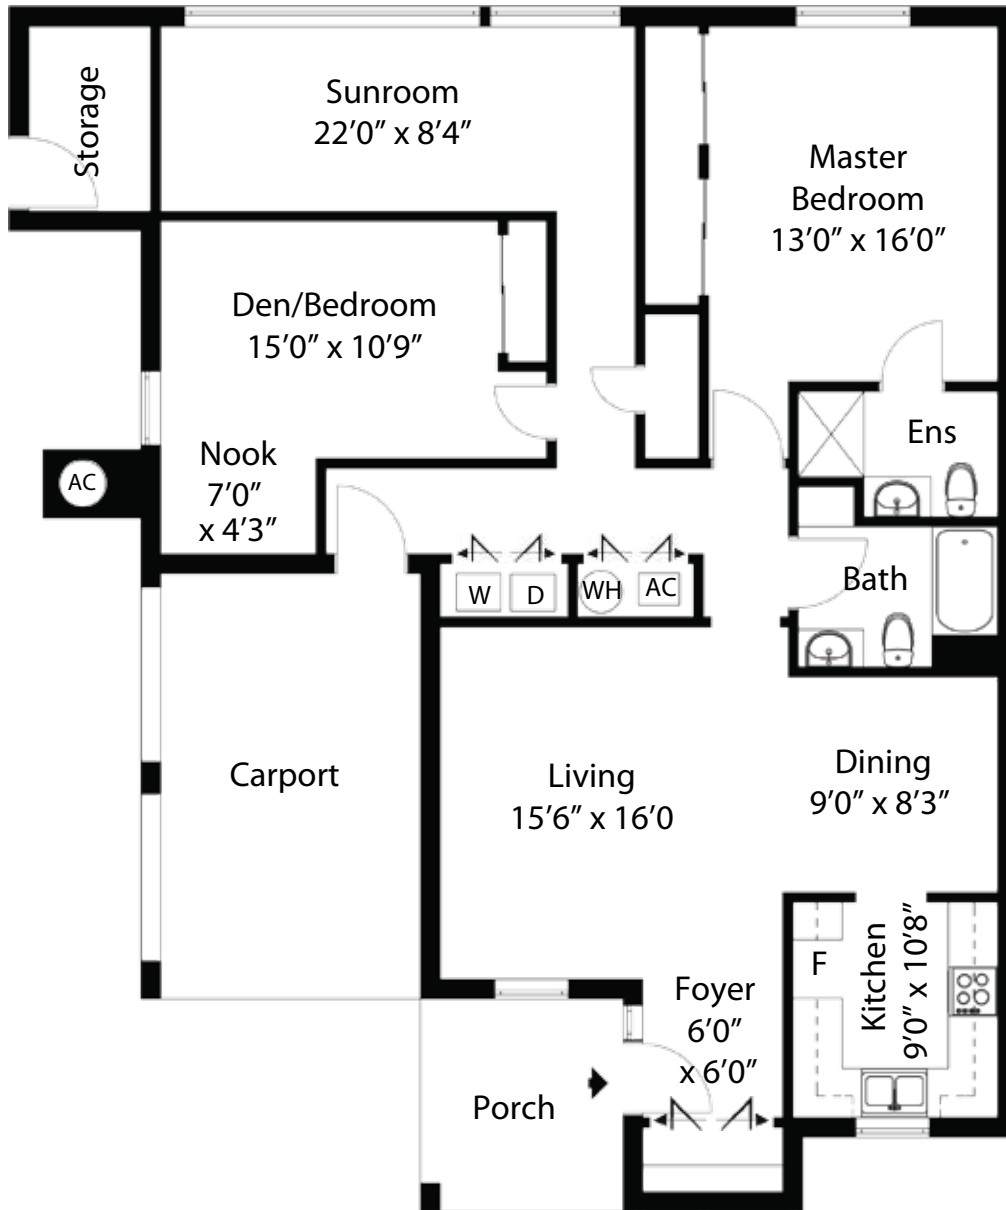 Storage
Sunroom
22’0” x 8’4”
Master
Bedroom
13’0” x 16’0”
Den/Bedroom
15’0” x 10’9”
Nook
7’0”
x 4’3”
AC
Ens
W
D
WH
AC
Bath
Carport
Living
15’6” x 16’0
Dining
9’0” x 8’3”
F
Kitchen
9’0” x 10’8”
Foyer
6’0”
x 6’0”
Porch